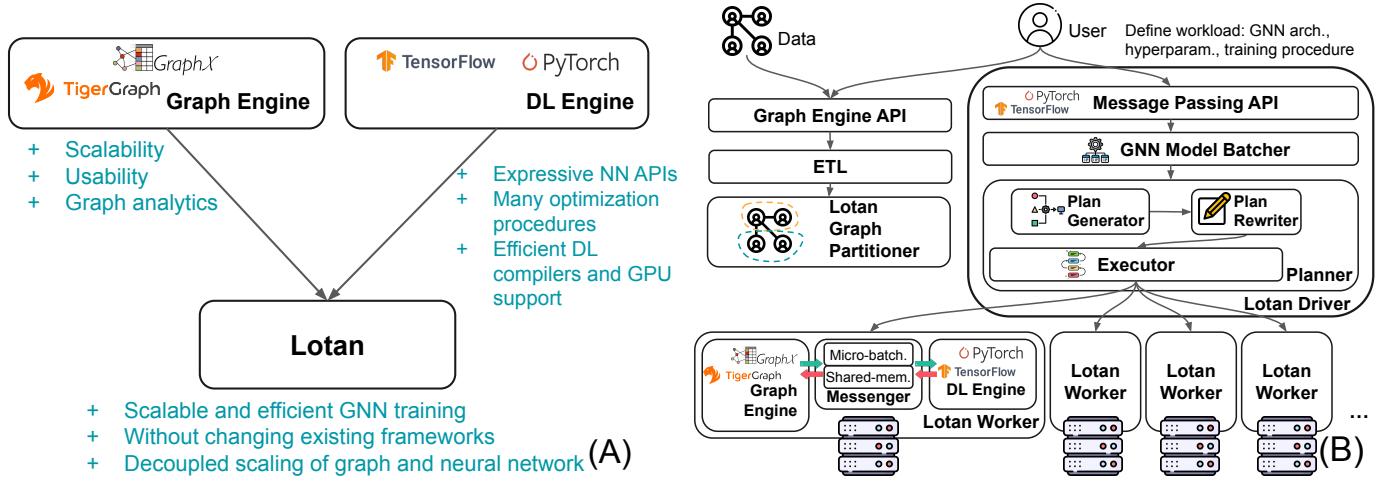 GraphX
TigerGraph
Graph Engine
TensorFlow
PyTorch
DL Engine
+ Scalability
+ Usability
+ Graph analytics
+ Expressive NN APIs
+ Many optimization
procedures
+ Efficient DL
compilers and GPU
support
Lotan
+ Scalable and efficient GNN training
+ Without changing existing frameworks
+ Decoupled scaling of graph and neural network
(A)
Data
User
Define workload: GNN arch.,
hyperparam., training procedure
Graph Engine API
ETL
Lotan
Graph
Partitioner
PyTorch
TensorFlow
Message Passing API
GNN Model Batcher
Plan
Generator
Plan
Rewriter
Executor
Planner
Lotan Driver
GraphX
TigerGraph
Graph
Engine
Micro-batch.
Shared-mem.
Messenger
PyTorch
TensorFlow
DL Engine
Lotan Worker
Lotan
Worker
Lotan
Worker
Lotan
Worker
...
(B)